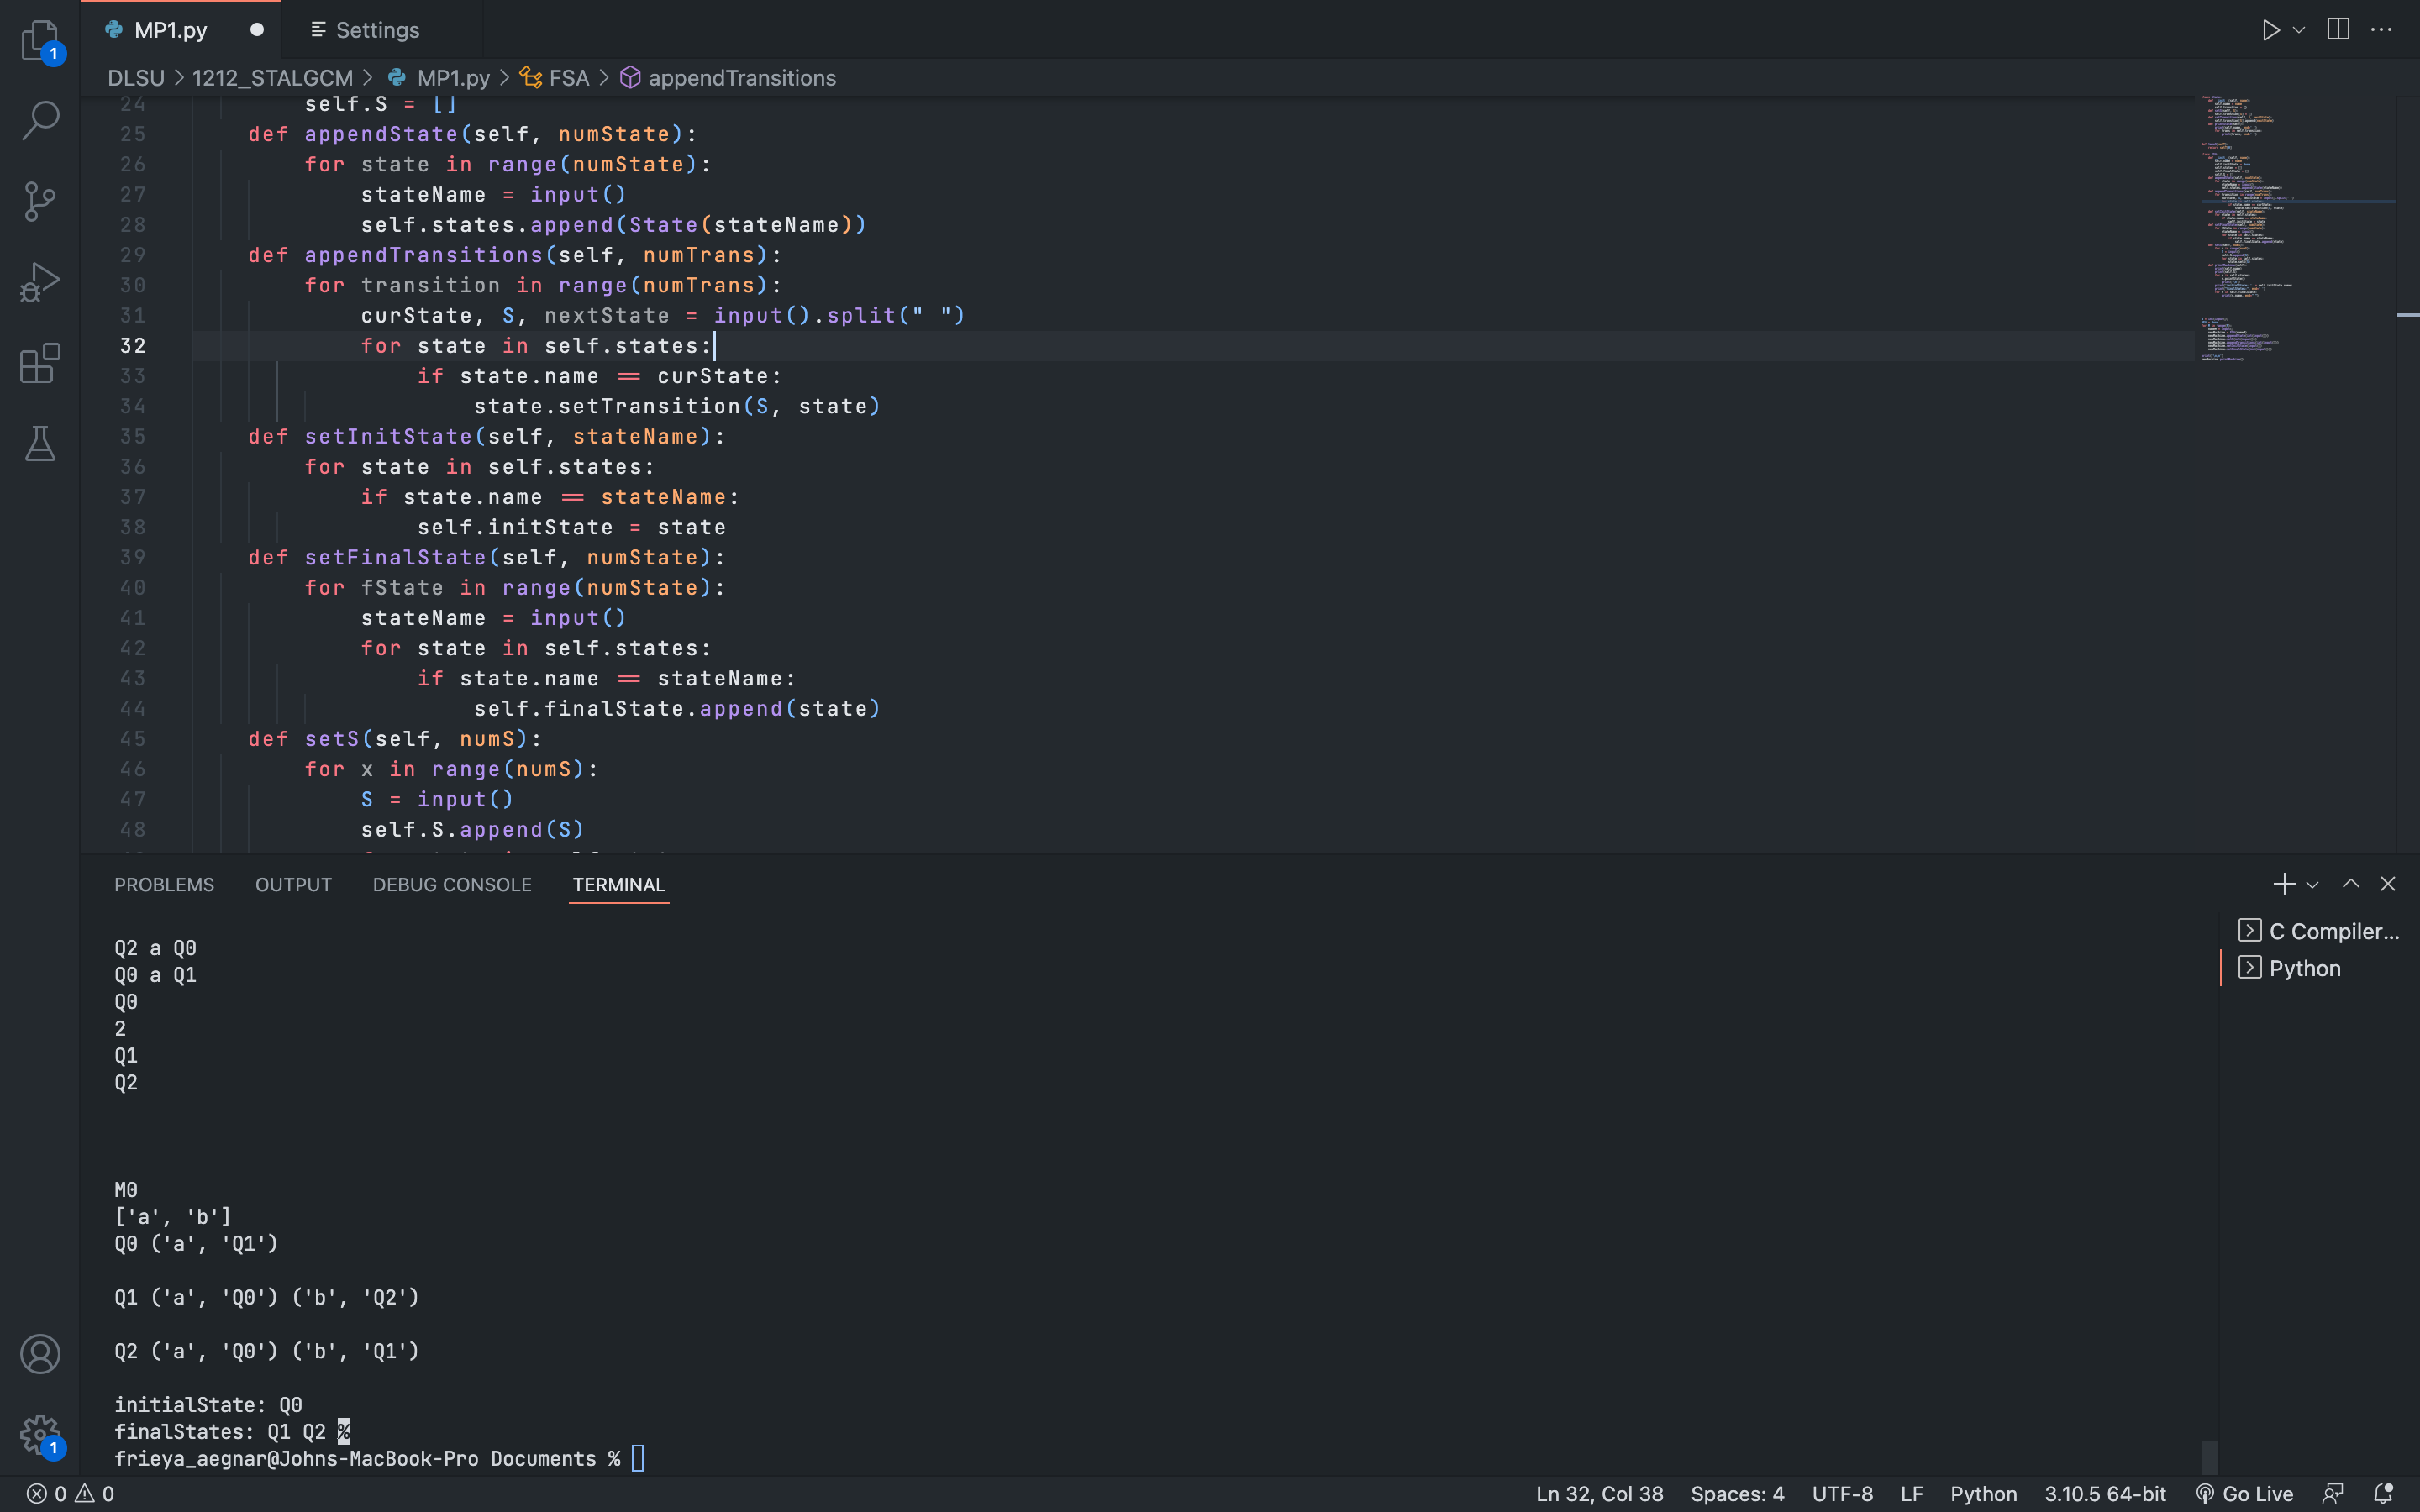 1
MP1.py
Settings
DLSU > 1212_STALGCM > MP1.py > FSA > appendTransitions
24 self.S = []
25 def appendState(self, numState):
26 for state in range(numState):
27 stateName = input()
28 self.states.append(State(stateName))
29 def appendTransitions(self, numTrans):
30 for transition in range(numTrans):
31 curState, S, nextState = input().split(" ")
32 for state in self.states:
33 if state.name == curState:
34 state.setTransition(S, state)
35 def setInitState(self, stateName):
36 for state in self.states:
37 if state.name == stateName:
38 self.initState = state
39 def setFinalState(self, numState):
40 for fState in range(numState):
41 stateName = input()
42 for state in self.states:
43 if state.name == stateName:
44 self.finalState.append(state)
45 def setS(self, numS):
46 for x in range(numS):
47 S = input()
48 self.S.append(S)
PROBLEMS OUTPUT DEBUG CONSOLE TERMINAL
C Compiler...
Python
Q2 a Q0
Q0 a Q1
Q0
2
Q1
Q2
M0
['a', 'b']
Q0 ('a', 'Q1')
Q1 ('a', 'Q0') ('b', 'Q2')
Q2 ('a', 'Q0') ('b', 'Q1')
initialState: Q0
finalStates: Q1 Q2 %
frieya_aegnar@Johns-MacBook-Pro Documents %
1
0 0
Ln 32, Col 38 Spaces: 4 UTF-8 LF Python 3.10.5 64-bit Go Live